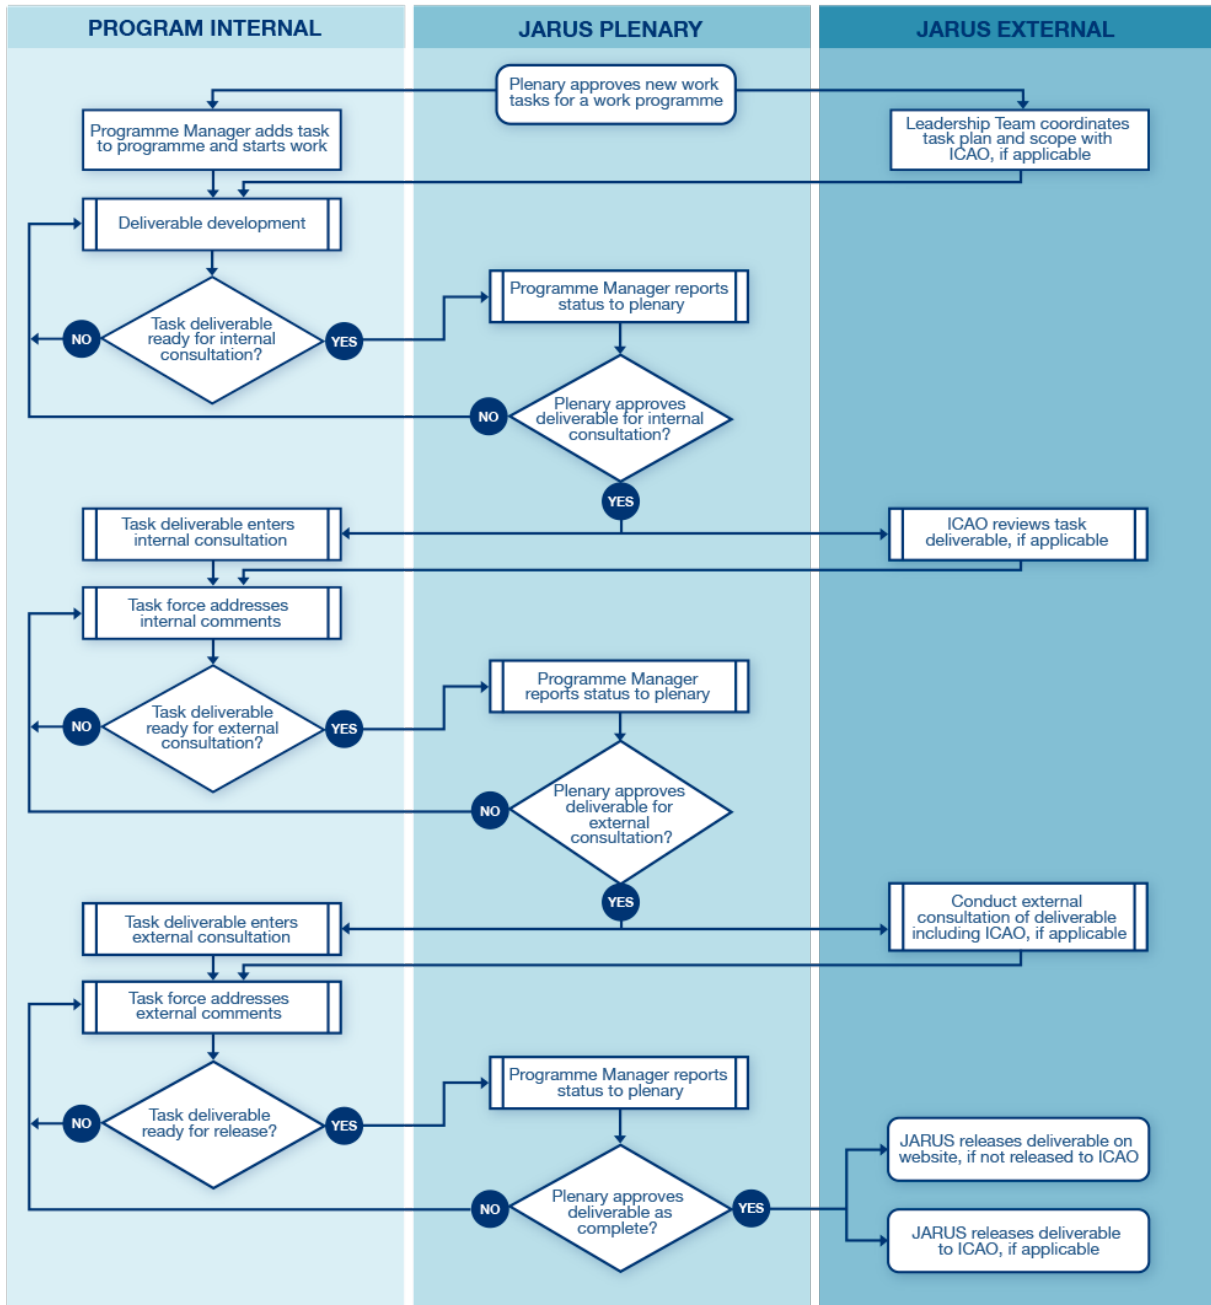 PROGRAM INTERNAL
JARUS PLENARY
JARUS EXTERNAL
Plenary approves new work
tasks for a work programme
Programme Manager adds task
to programme and starts work
Leadership Team coordinates
task plan and scope with
ICAO, if applicable
Deliverable development
Programme Manager reports
status to plenary
Task deliverable
ready for internal
consultation?
NO
YES
Plenary approves
deliverable for internal
consultation?
NO
YES
Task deliverable enters
internal consultation
ICAO reviews task
deliverable, if applicable
Task force addresses
internal comments
Programme Manager
reports status to plenary
Task deliverable
ready for external
consultation?
NO
YES
Plenary approves
deliverable for
external
consultation?
NO
YES
Task deliverable enters
external consultation
Conduct external
consultation of deliverable
including ICAO, if applicable
Task force addresses
external comments
Programme Manager reports
status to plenary
Task deliverable
ready for release?
NO
YES
Plenary approves
deliverable as
complete?
NO
YES
JARUS releases deliverable on
website, if not released to ICAO
JARUS releases deliverable
to ICAO, if applicable